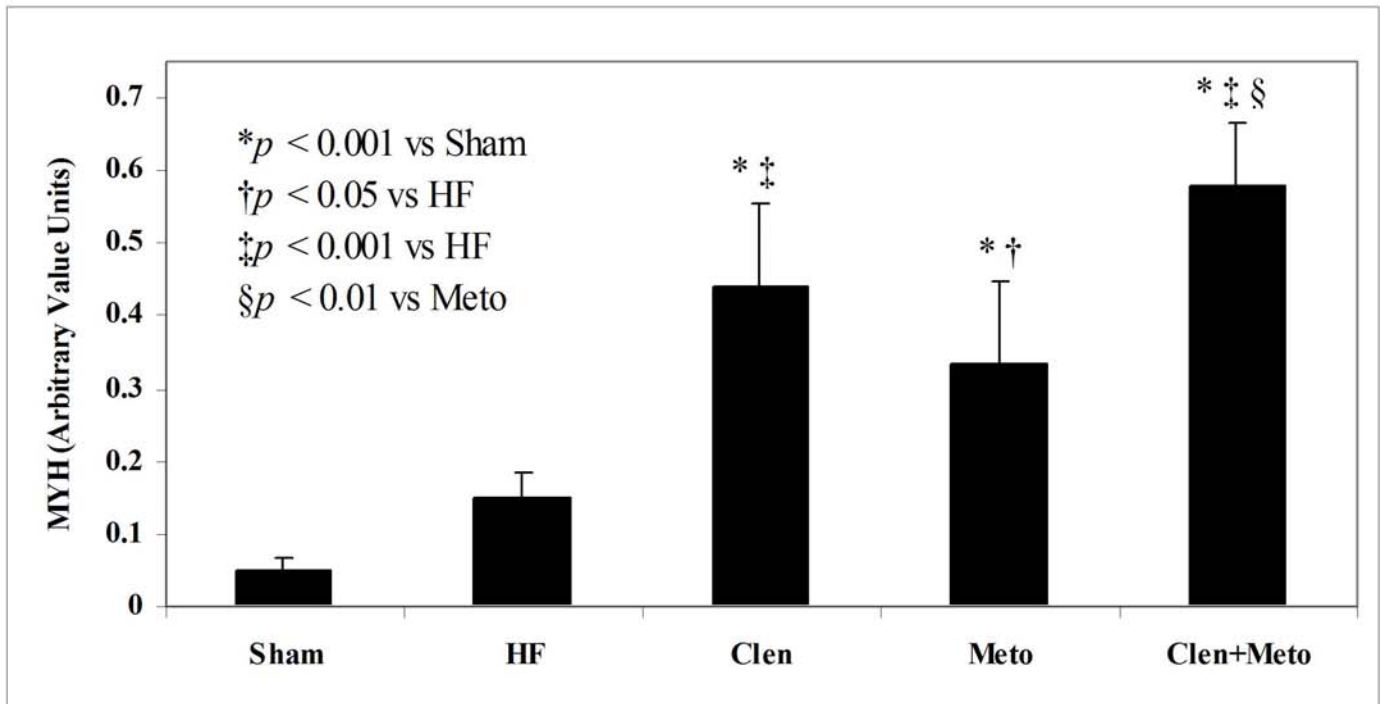 MYH (Arbitrary Value Units)
0.7
0.6
0.5
0.4
0.3
0.2
0.1
0
*p < 0.001 vs Sham
†p < 0.05 vs HF
‡p < 0.001 vs HF
§p < 0.01 vs Meto
* ‡
* †
* ‡ §
Sham HF Clen Meto Clen+Meto